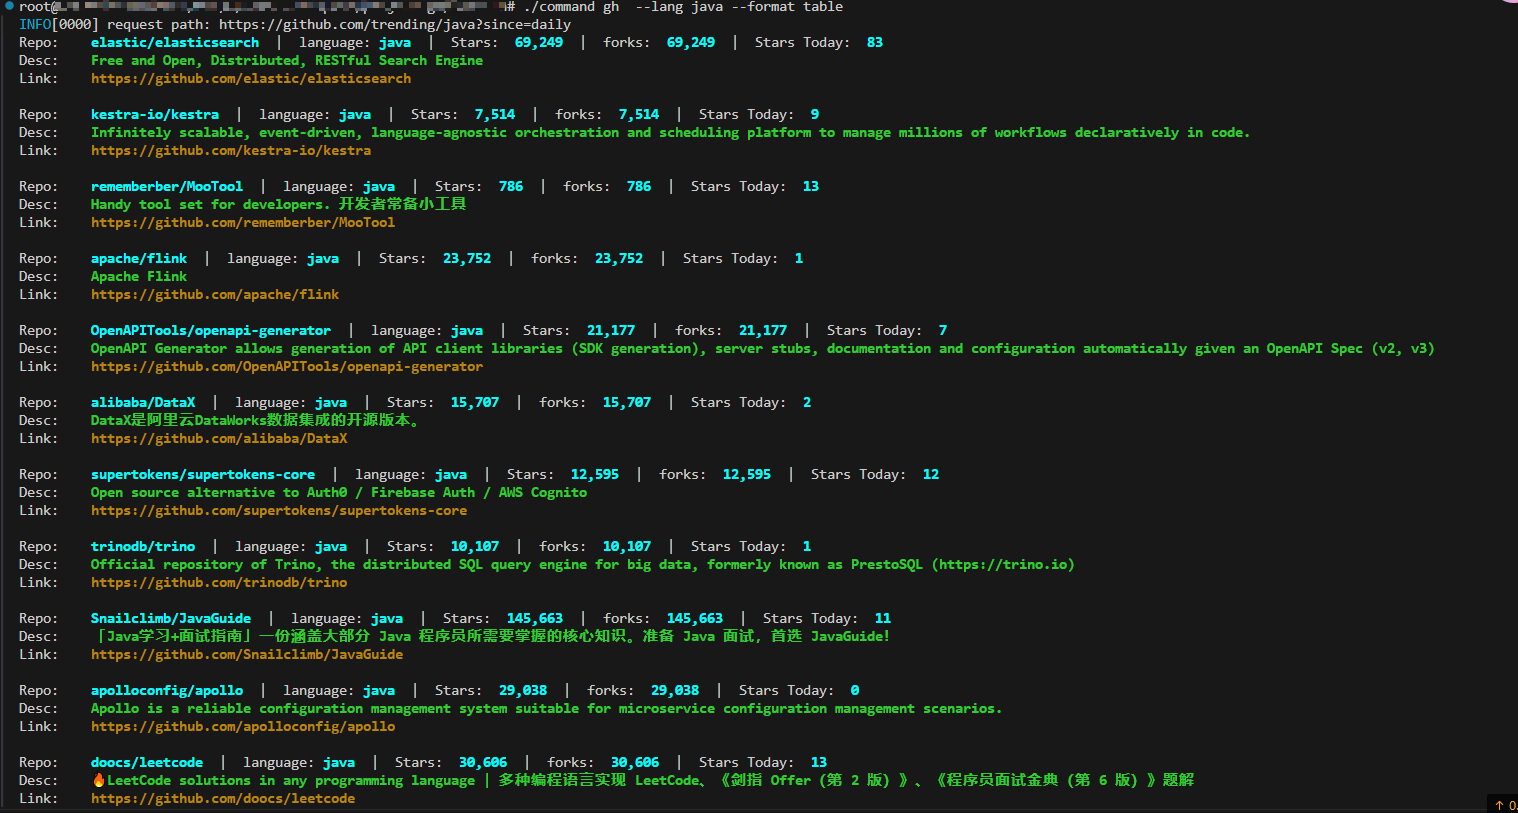 root@ # ./command gh  --lang java --format table
INFO[0000] request path: https://github.com/trending/java?since=daily
Repo:    elastic/elasticsearch  |  language: java  |  Stars:  69,249  |  forks:  69,249  |  Stars Today:  83
Desc:    Free and Open, Distributed, RESTful Search Engine
Link:    https://github.com/elastic/elasticsearch
Repo:    kestra-io/kestra  |  language: java  |  Stars:  7,514  |  forks:  7,514  |  Stars Today:  9
Desc:    Infinitely scalable, event-driven, language-agnostic orchestration and scheduling platform to manage millions of workflows declaratively in code.
Link:    https://github.com/kestra-io/kestra
Repo:    rememberber/MooTool  |  language: java  |  Stars:  786  |  forks:  786  |  Stars Today:  13
Desc:    Handy tool set for developers. 开发者常备小工具
Link:    https://github.com/rememberber/MooTool
Repo:    apache/flink  |  language: java  |  Stars:  23,752  |  forks:  23,752  |  Stars Today:  1
Desc:    Apache Flink
Link:    https://github.com/apache/flink
Repo:    OpenAPITools/openapi-generator  |  language: java  |  Stars:  21,177  |  forks:  21,177  |  Stars Today:  7
Desc:    OpenAPI Generator allows generation of API client libraries (SDK generation), server stubs, documentation and configuration automatically given an OpenAPI Spec (v2, v3)
Link:    https://github.com/OpenAPITools/openapi-generator
Repo:    alibaba/DataX  |  language: java  |  Stars:  15,707  |  forks:  15,707  |  Stars Today:  2
Desc:    DataX是阿里云DataWorks数据集成的开源版本。
Link:    https://github.com/alibaba/DataX
Repo:    supertokens/supertokens-core  |  language: java  |  Stars:  12,595  |  forks:  12,595  |  Stars Today:  12
Desc:    Open source alternative to Auth0 / Firebase Auth / AWS Cognito
Link:    https://github.com/supertokens/supertokens-core
Repo:    trinodb/trino  |  language: java  |  Stars:  10,107  |  forks:  10,107  |  Stars Today:  1
Desc:    Official repository of Trino, the distributed SQL query engine for big data, formerly known as PrestoSQL (https://trino.io)
Link:    https://github.com/trinodb/trino
Repo:    Snailclimb/JavaGuide  |  language: java  |  Stars:  145,663  |  forks:  145,663  |  Stars Today:  11
Desc:    「Java学习+面试指南」一份涵盖大部分 Java 程序员所需要掌握的核心知识。准备 Java 面试，首选 JavaGuide！
Link:    https://github.com/Snailclimb/JavaGuide
Repo:    apolloconfig/apollo  |  language: java  |  Stars:  29,038  |  forks:  29,038  |  Stars Today:  0
Desc:    Apollo is a reliable configuration management system suitable for microservice configuration management scenarios.
Link:    https://github.com/apolloconfig/apollo
Repo:    doocs/leetcode  |  language: java  |  Stars:  30,606  |  forks:  30,606  |  Stars Today:  13
Desc:    🔥LeetCode solutions in any programming language | 多种编程语言实现 LeetCode、《剑指 Offer（第 2 版）》、《程序员面试金典（第 6 版）》题解
Link:    https://github.com/doocs/leetcode